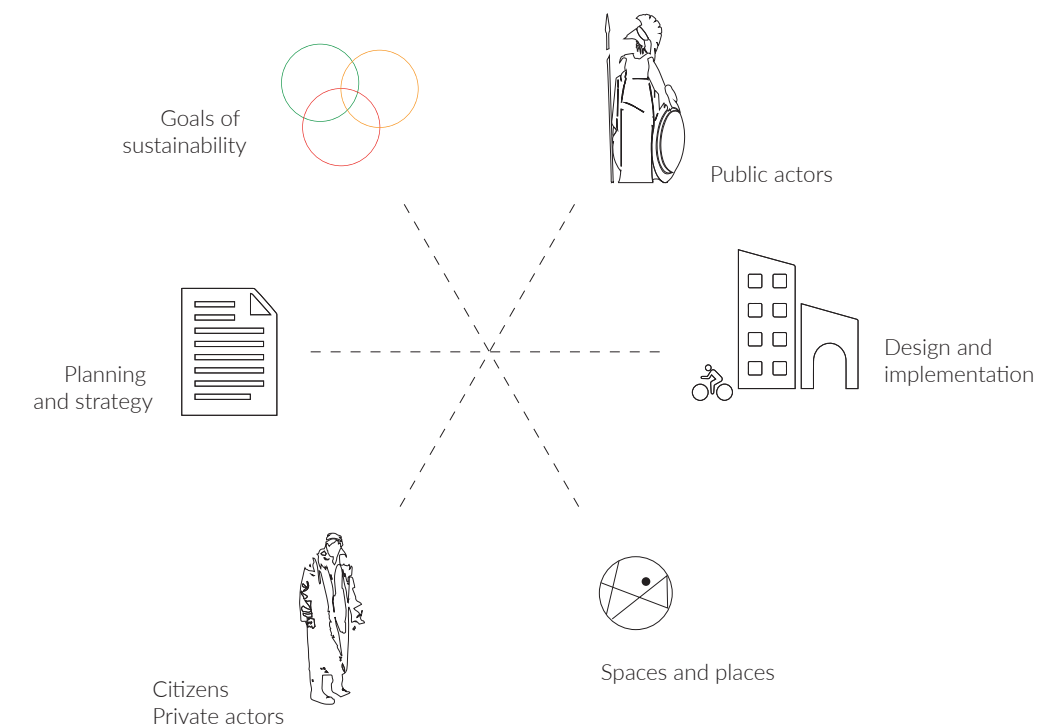 Goals of
sustainability
Public actors
Design and
implementation
Planning
and strategy
Spaces and places
Citizens
Private actors